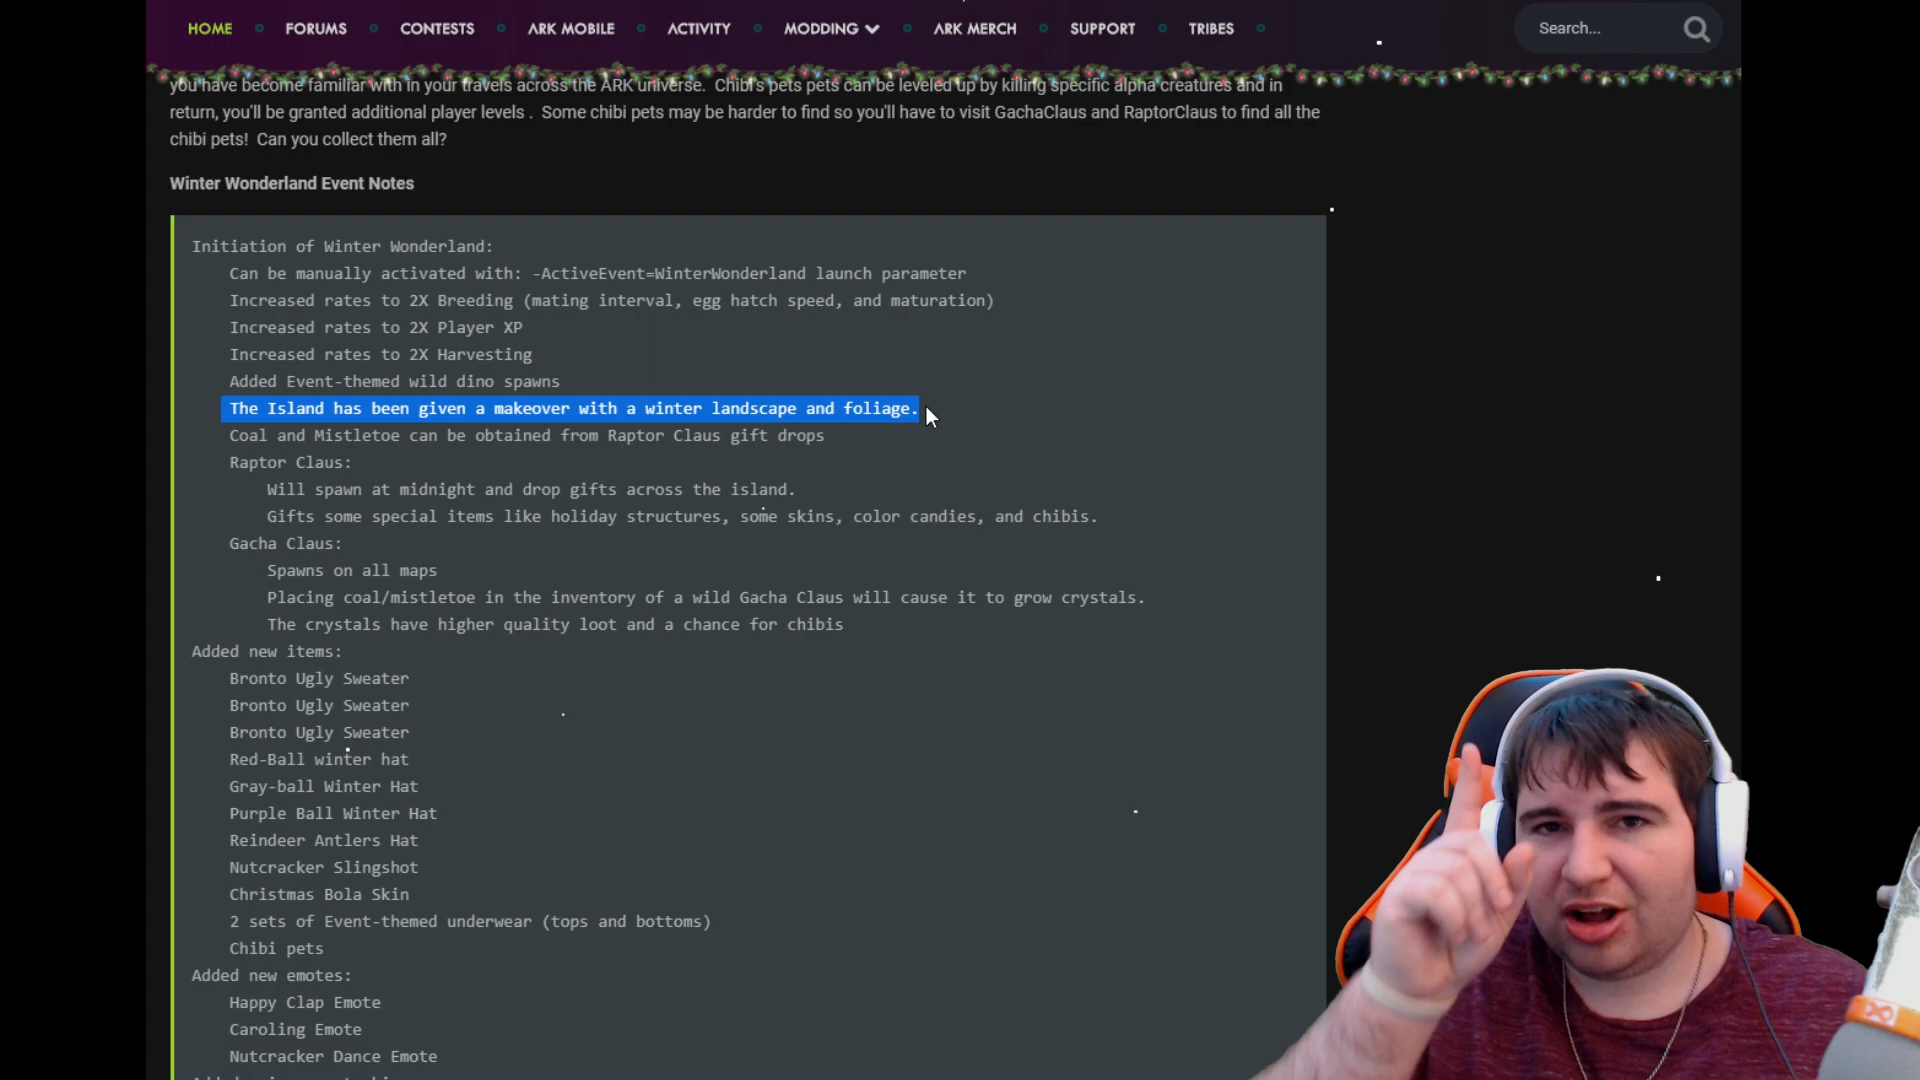 HOME FORUMS CONTESTS ARK MOBILE ACTIVITY MODDING ARK MERCH SUPPORT TRIBES Search...
you have become familiar with in your travels across the ARK universe.  Chibi's pets pets can be leveled up by killing specific alpha creatures and in
return, you'll be granted additional player levels .  Some chibi pets may be harder to find so you'll have to visit GachaClaus and RaptorClaus to find all the
chibi pets!  Can you collect them all?
Winter Wonderland Event Notes
Initiation of Winter Wonderland:
Can be manually activated with: -ActiveEvent=WinterWonderland launch parameter
Increased rates to 2X Breeding (mating interval, egg hatch speed, and maturation)
Increased rates to 2X Player XP
Increased rates to 2X Harvesting
Added Event-themed wild dino spawns
The Island has been given a makeover with a winter landscape and foliage.
Coal and Mistletoe can be obtained from Raptor Claus gift drops
Raptor Claus:
Will spawn at midnight and drop gifts across the island.
Gifts some special items like holiday structures, some skins, color candies, and chibis.
Gacha Claus:
Spawns on all maps
Placing coal/mistletoe in the inventory of a wild Gacha Claus will cause it to grow crystals.
The crystals have higher quality loot and a chance for chibis
Added new items:
Bronto Ugly Sweater
Bronto Ugly Sweater
Bronto Ugly Sweater
Red-Ball winter hat
Gray-ball Winter Hat
Purple Ball Winter Hat
Reindeer Antlers Hat
Nutcracker Slingshot
Christmas Bola Skin
2 sets of Event-themed underwear (tops and bottoms)
Chibi pets
Added new emotes:
Happy Clap Emote
Caroling Emote
Nutcracker Dance Emote